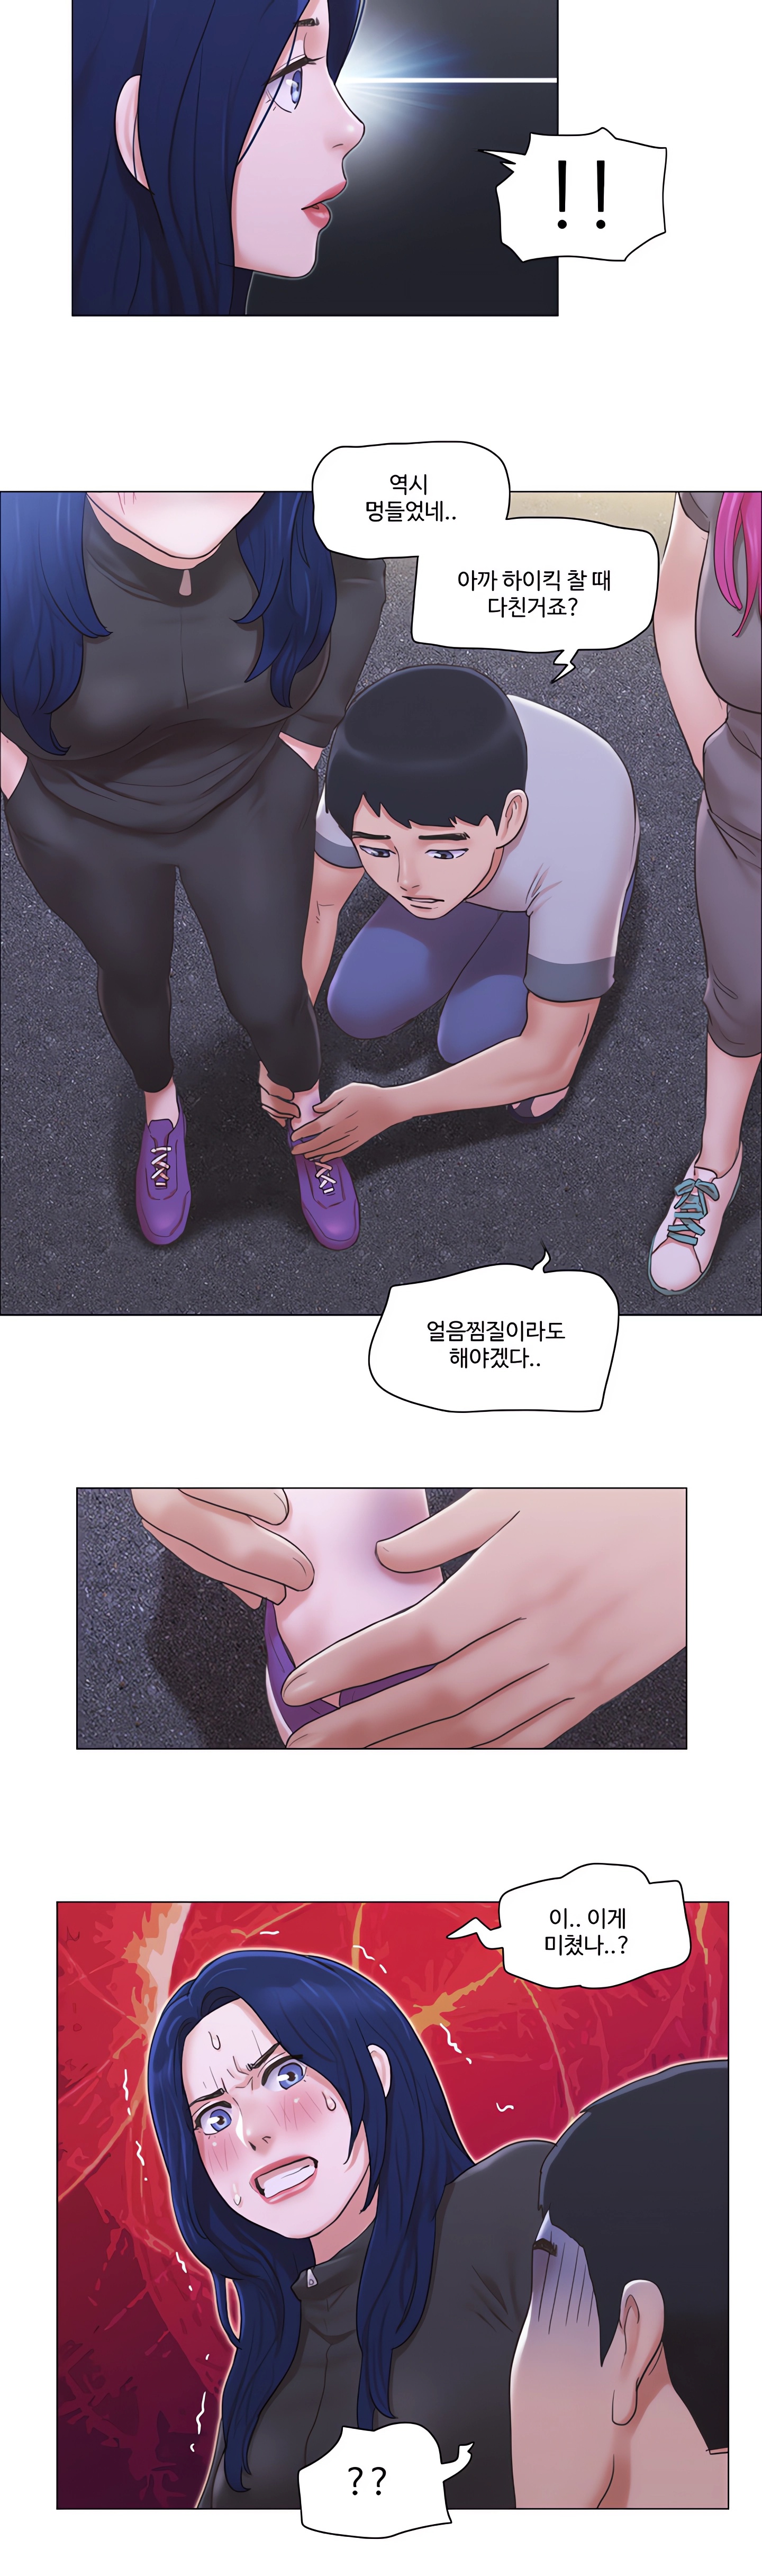 !!
역시
멍들었네..
아까 하이킥 찰 때
다친거죠?
얼음찜질이라도
해야겠다..
이.. 이게
미쳤나..?
??